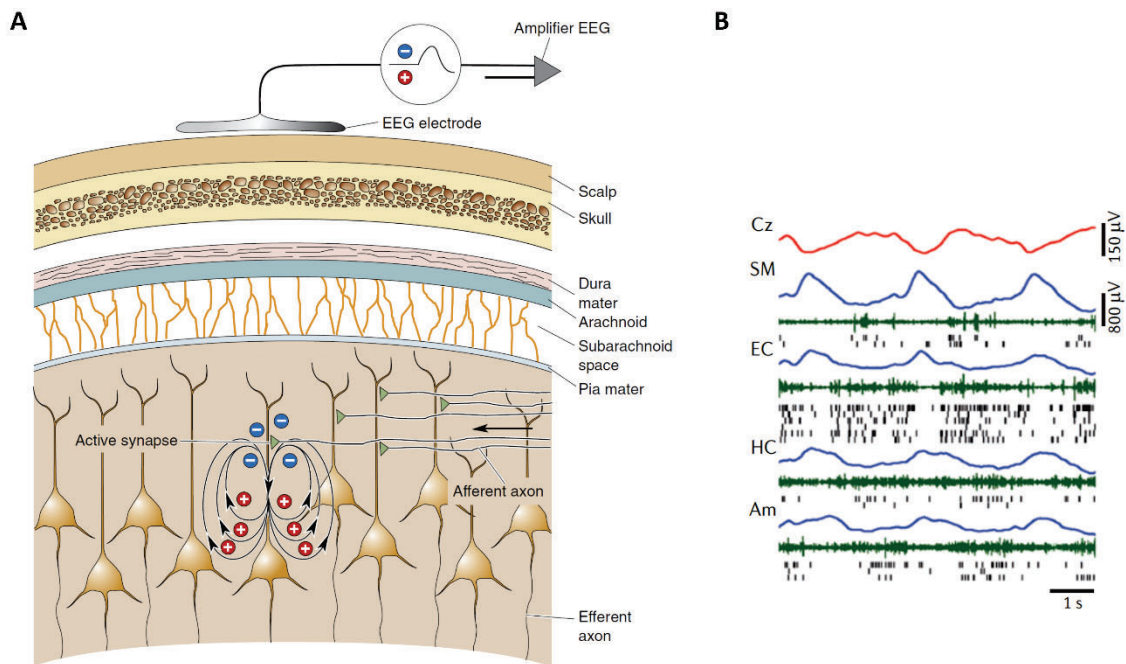 A
Amplifier EEG
−
+
EEG electrode
Scalp
Skull
Dura
mater
Arachnoid
Subarachnoid
space
Pia mater
Active synapse
− −
− −
Afferent axon
+ +
+ +
+ +
Efferent
axon
B
Cz
150 µV
SM
800 µV
EC
HC
Am
1 s